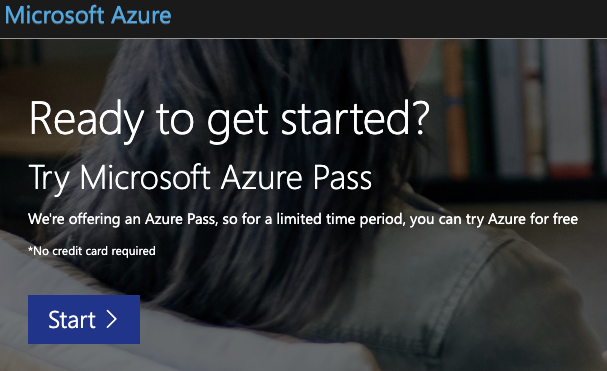 Microsoft Azure
Ready to get started?
Try Microsoft Azure Pass
We're offering an Azure Pass, so for a limited time period, you can try Azure for free
*No credit card required
Start >